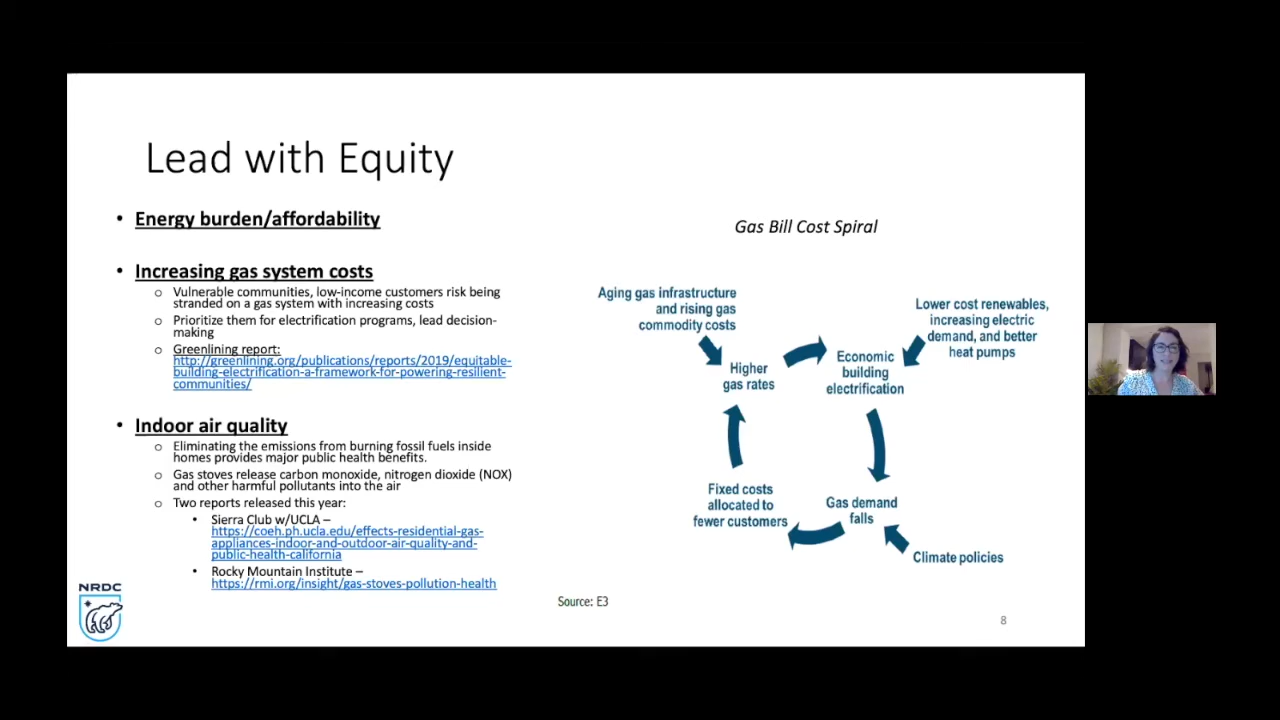 Lead with Equity
• Energy burden/affordability
• Increasing gas system costs
o Vulnerable communities, low-income customers risk being
stranded on a gas system with increasing costs
o Prioritize them for electrification programs, lead decision-
making
o Greenlining report:
http://greenlining.org/publications/reports/2019/equitable-
building-electrification-a-framework-for-powering-resilient-
communities/
• Indoor air quality
o Eliminating the emissions from burning fossil fuels inside
homes provides major public health benefits.
o Gas stoves release carbon monoxide, nitrogen dioxide (NOX)
and other harmful pollutants into the air
o Two reports released this year:
• Sierra Club w/UCLA –
https://coeh.ph.ucla.edu/effects-residential-gas-
appliances-indoor-and-outdoor-air-quality-and-
public-health-california
• Rocky Mountain Institute –
https://rmi.org/insight/gas-stoves-pollution-health
NRDC
Gas Bill Cost Spiral
Aging gas infrastructure
and rising gas
commodity costs
Lower cost renewables,
increasing electric
demand, and better
heat pumps
Higher
gas rates
Economic
building
electrification
Fixed costs
allocated to
fewer customers
Gas demand
falls
Climate policies
Source: E3
8